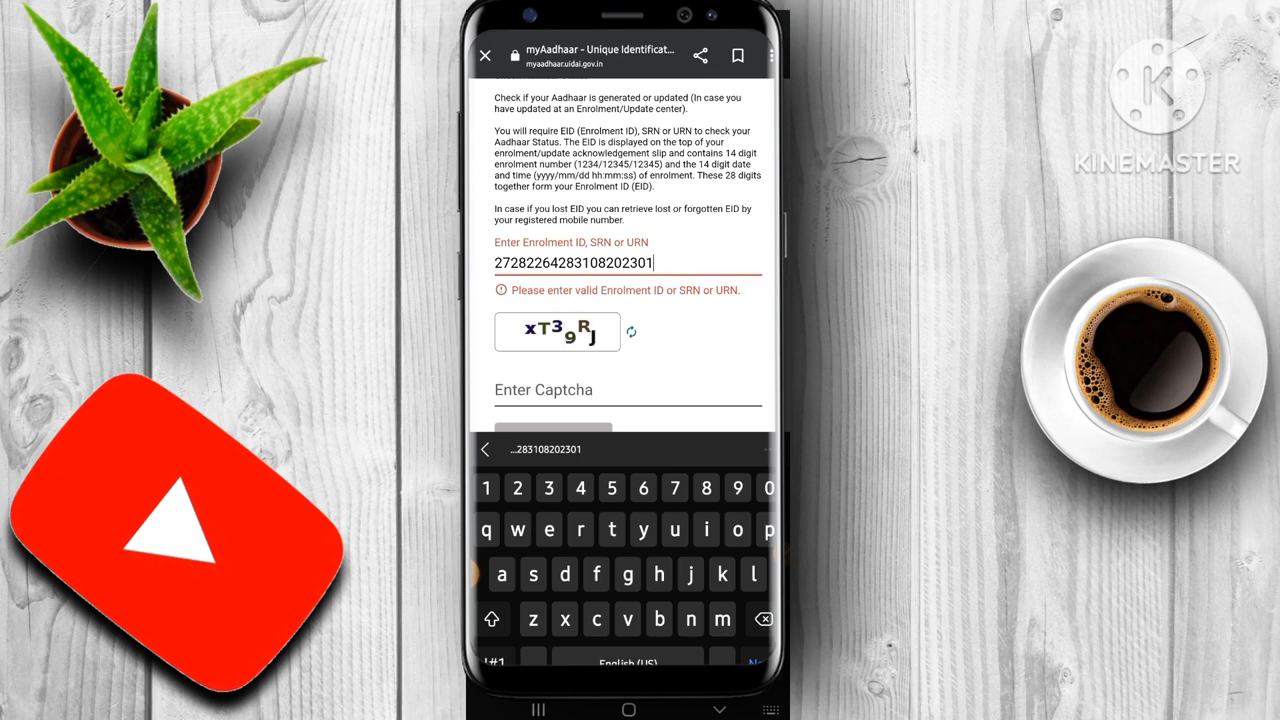 myAadhaar - Unique Identificat...
myaadhaar.uidai.gov.in
Check if your Aadhaar is generated or updated (In case you
have updated at an Enrolment/Update center).
You will require EID (Enrolment ID), SRN or URN to check your
Aadhaar Status. The EID is displayed on the top of your
enrolment/update acknowledgement slip and contains 14 digit
enrolment number (1234/12345/12345) and the 14 digit date
and time (yyyy/mm/dd hh:mm:ss) of enrolment. These 28 digits
together form your Enrolment ID (EID).
In case if you lost EID you can retrieve lost or forgotten EID by
your registered mobile number.
Enter Enrolment ID, SRN or URN
27282264283108202301
Please enter valid Enrolment ID or SRN or URN.
xT39RJ
Enter Captcha
...283108202301
1 2 3 4 5 6 7 8 9 0
q w e r t y u i o p
a s d f g h j k l
z x c v b n m
!#1 English (US)
K
KINEMASTER